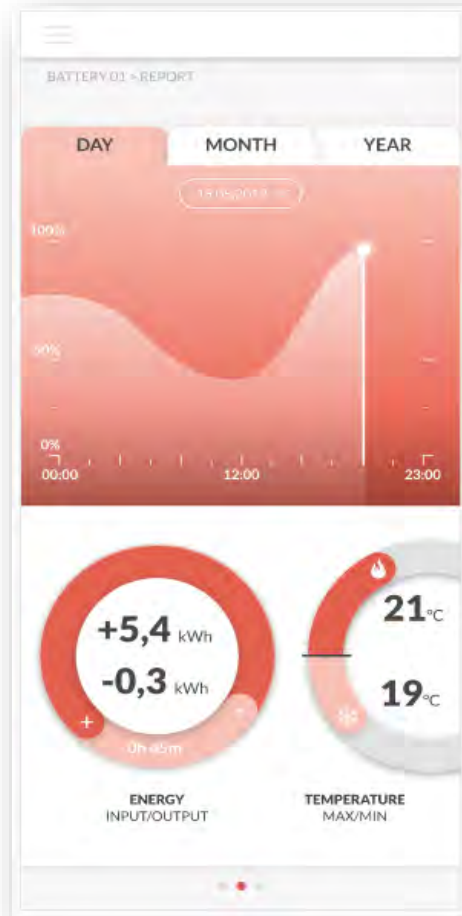 BATTERY 01 > REPORT
DAY MONTH YEAR
100%
50%
0%
00:00 12:00 23:00
+5,4 kWh
-0,3 kWh
+ -
21°C
19°C
ENERGY
INPUT/OUTPUT
TEMPERATURE
MAX/MIN